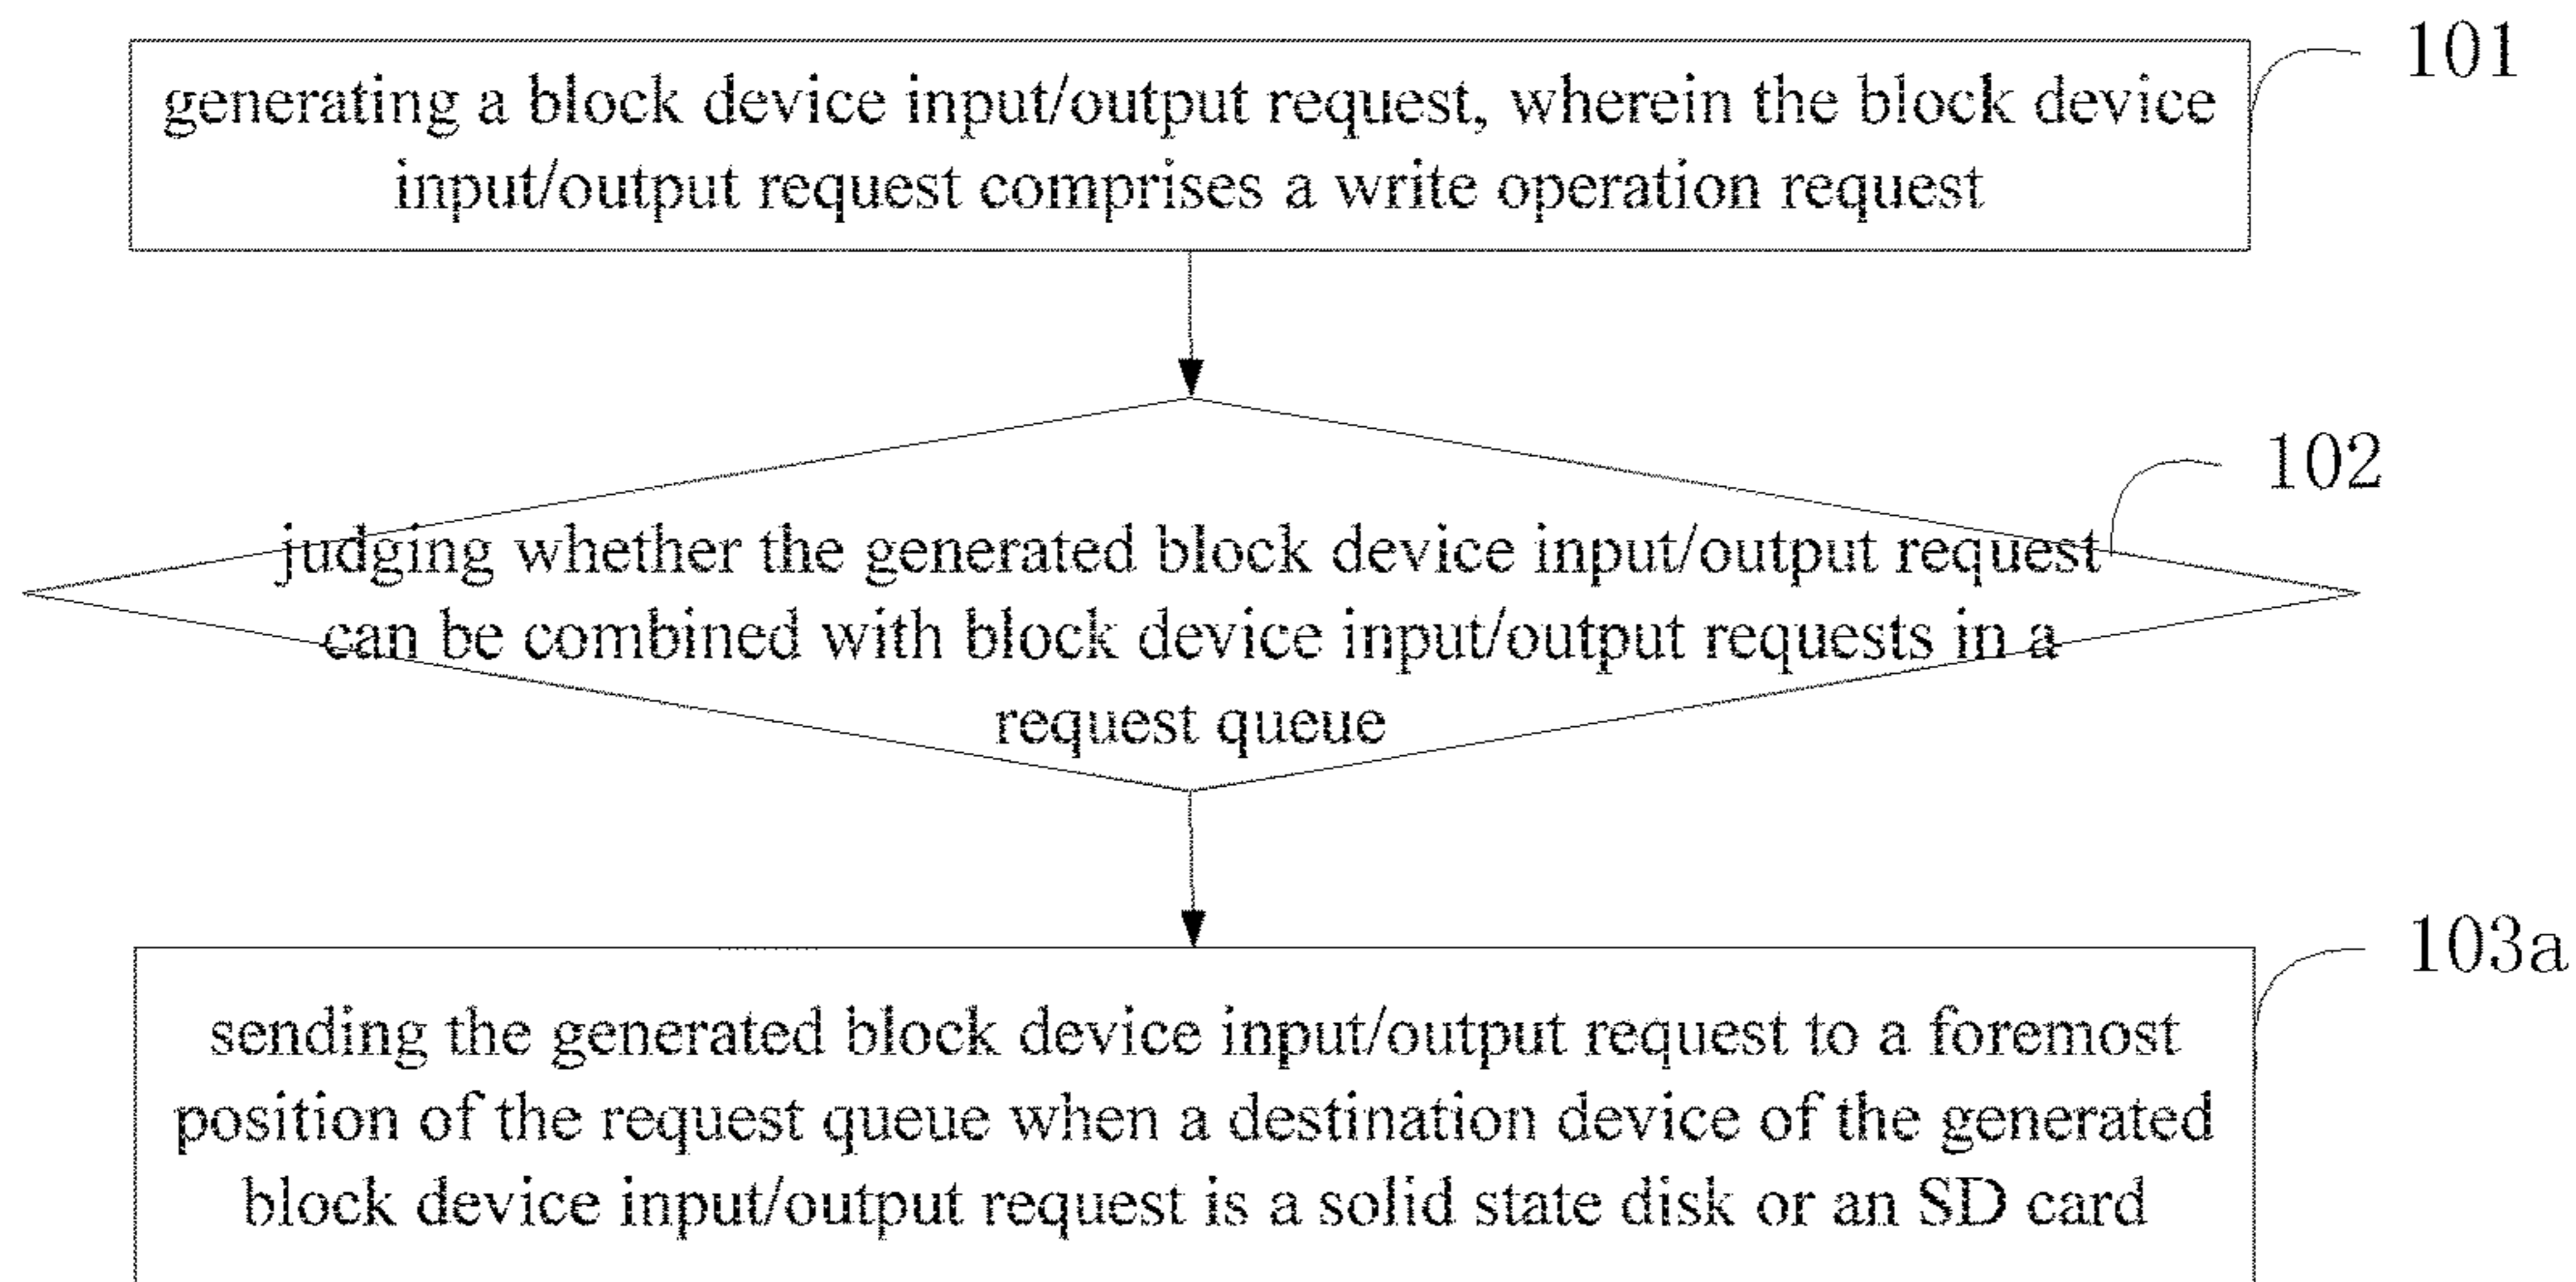 101
generating a block device input/output request, wherein the block device
input/output request comprises a write operation request
102
judging whether the generated block device input/output request
can be combined with block device input/output requests in a
request queue
103a
sending the generated block device input/output request to a foremost
position of the request queue when a destination device of the generated
block device input/output request is a solid state disk or an SD card